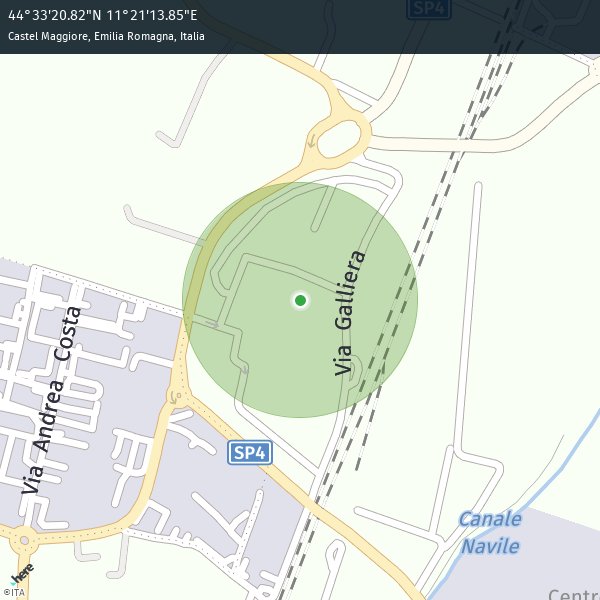 44°33'20.82"N 11°21'13.85"E
Castel Maggiore, Emilia Romagna, Italia
SP4
Via Galliera
Via Andrea Costa
SP4
Canale
Navile
here
©ITA
Centro